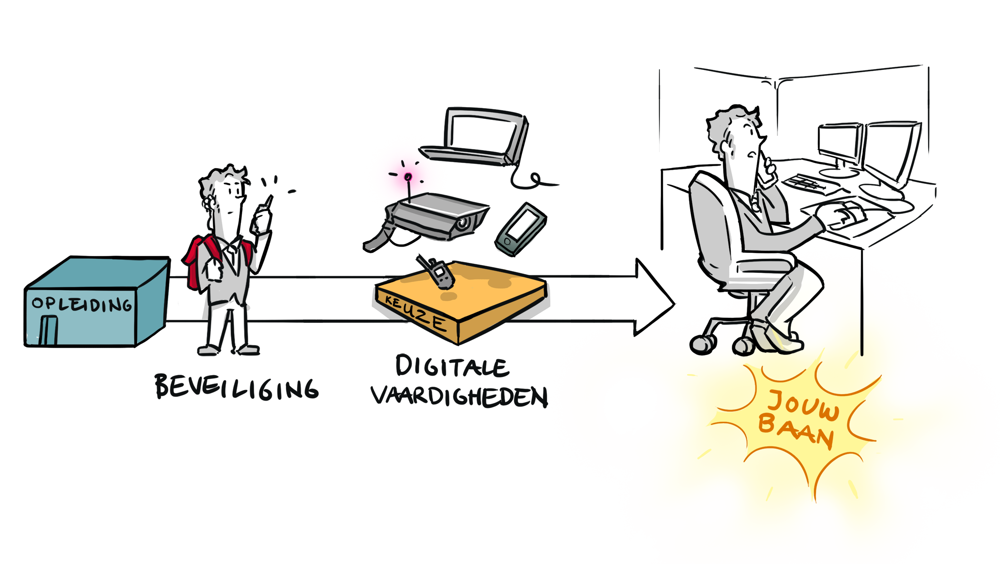 OPLEIDING
BEVEILIGING
KEUZE
DIGITALE
VAARDIGHEDEN
JOUW
BAAN